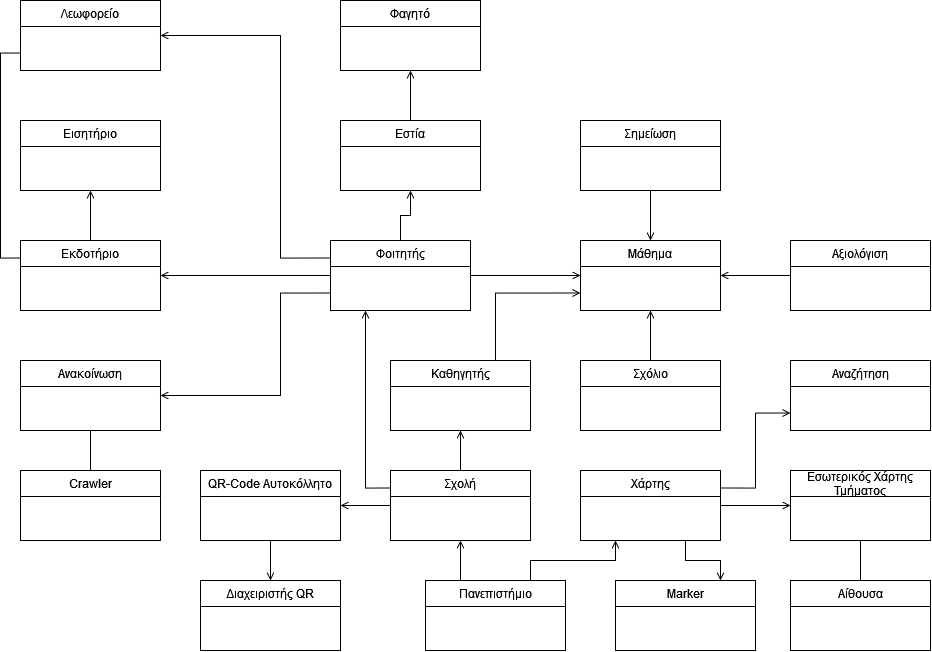 Λεωφορείο
Φαγητό
Εισητήριο
Εστία
Σημείωση
Εκδοτήριο
Φοιτητής
Μάθημα
Αξιολόγιση
Ανακοίνωση
Καθηγητής
Σχόλιο
Αναζήτηση
Crawler
QR-Code Αυτοκόλλητο
Σχολή
Χάρτης
Εσωτερικός Χάρτης
Τμήματος
Διαχειριστής QR
Πανεπιστήμιο
Marker
Αίθουσα